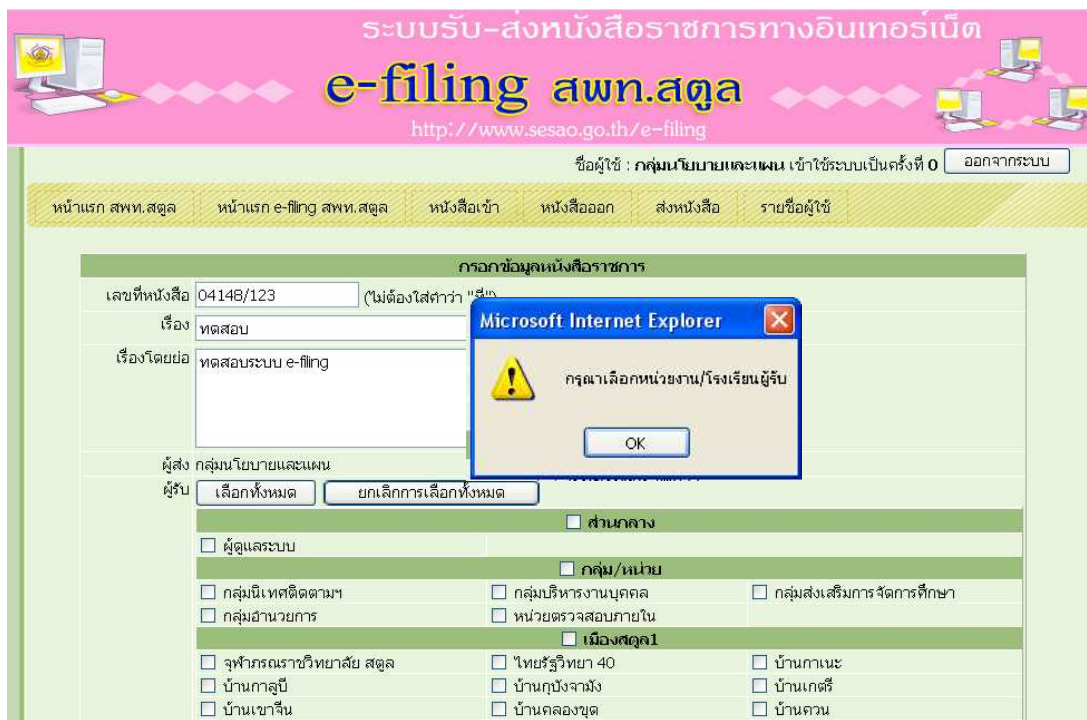 ระบบรับ-ส่งหนังสือราชการทางอินเทอร์เน็ต
e-filing สพท.สตูล
http://www.sesao.go.th/e-filing
ชื่อผู้ใช้ : กลุ่มนโยบายและแผน เข้าใช้ระบบเป็นครั้งที่ 0 ออกจากระบบ
หน้าแรก สพท.สตูล หน้าแรก e-filing สพท.สตูล หนังสือเข้า หนังสือออก ส่งหนังสือ รายชื่อผู้ใช้
กรอกข้อมูลหนังสือราชการ
เลขที่หนังสือ 04148/123 (ไม่ต้องใส่คำว่า "ที่")
เรื่อง ทดสอบ
เรื่องโดยย่อ ทดสอบระบบ e-filing
Microsoft Internet Explorer
กรุณาเลือกหน่วยงาน/โรงเรียนผู้รับ
OK
ผู้ส่ง กลุ่มนโยบายและแผน
ผู้รับ เลือกทั้งหมด ยกเลิกการเลือกทั้งหมด
ส่วนกลาง
ผู้ดูแลระบบ
กลุ่ม/หน่วย
กลุ่มนิเทศติดตามฯ กลุ่มบริหารงานบุคคล กลุ่มส่งเสริมการจัดการศึกษา
กลุ่มอำนวยการ หน่วยตรวจสอบภายใน
เมืองสตูล1
จุฬาภรณราชวิทยาลัย สตูล ไทยรัฐวิทยา 40 บ้านกาเนะ
บ้านกาลูบี บ้านกุบังจามัง บ้านเกตรี
บ้านเขาจีน บ้านคลองขุด บ้านควน